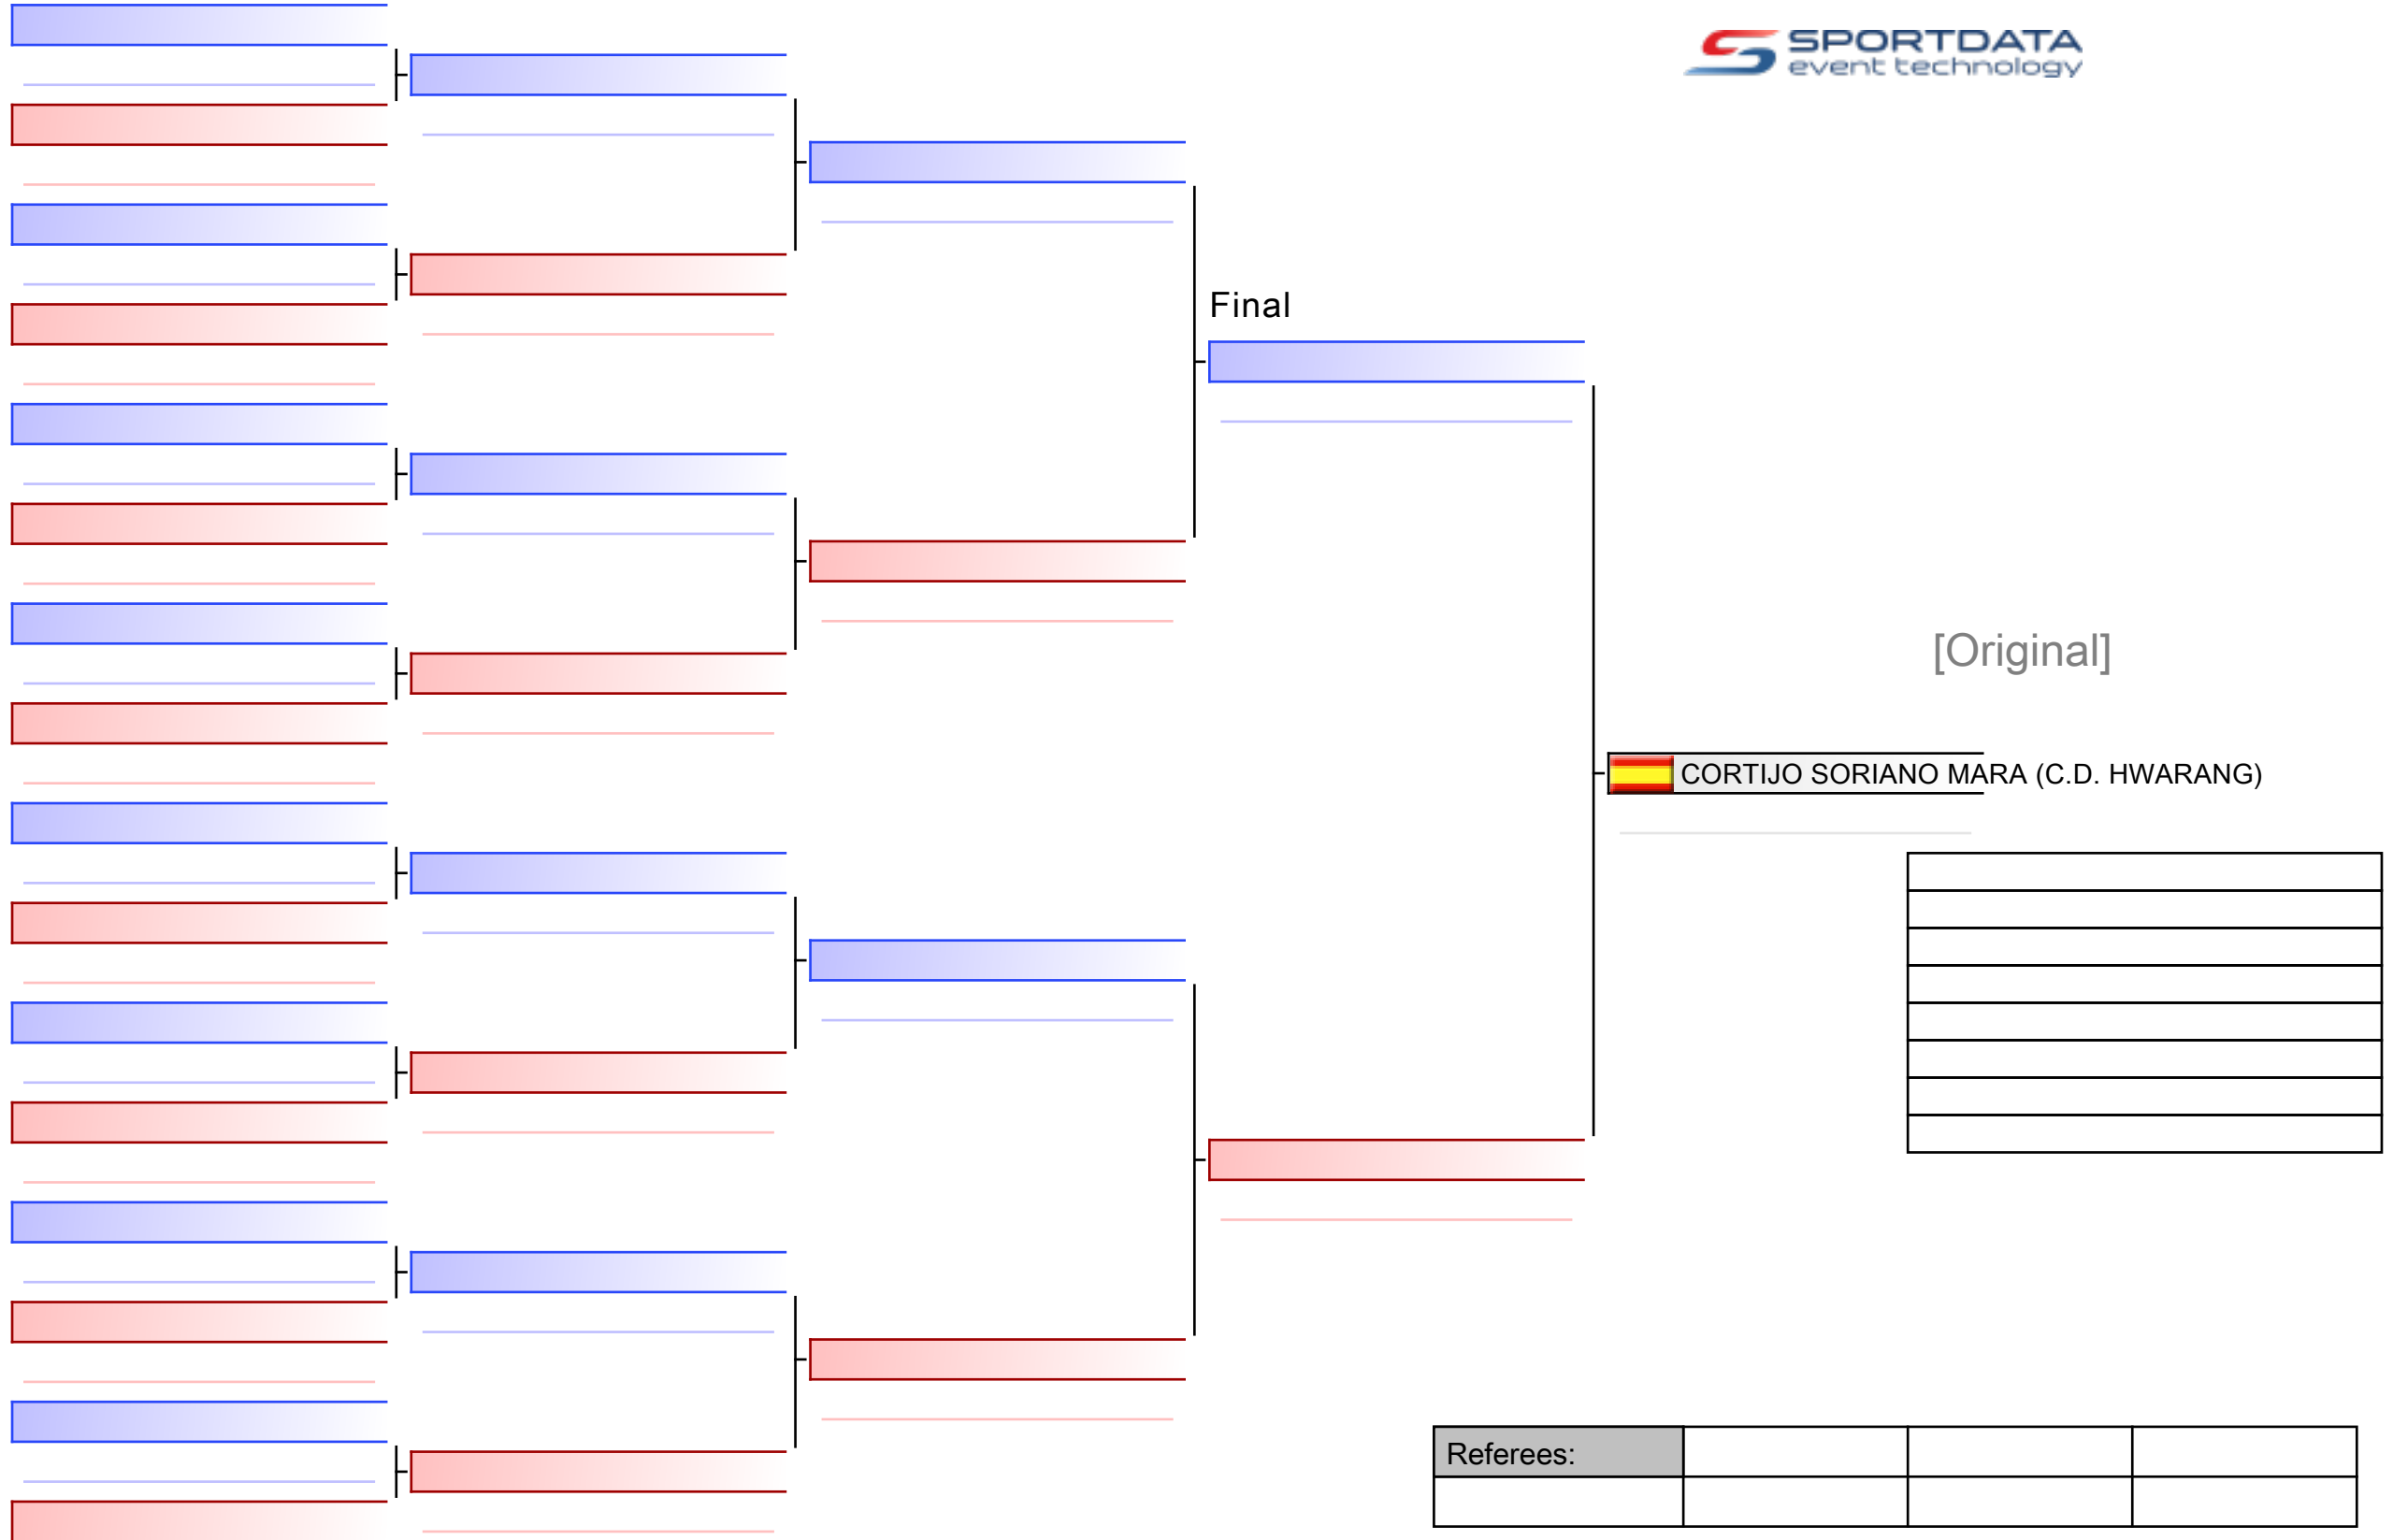 SPORTDATA
event technology
Final
[Original]
CORTIJO SORIANO MARA (C.D. HWARANG)
Referees: